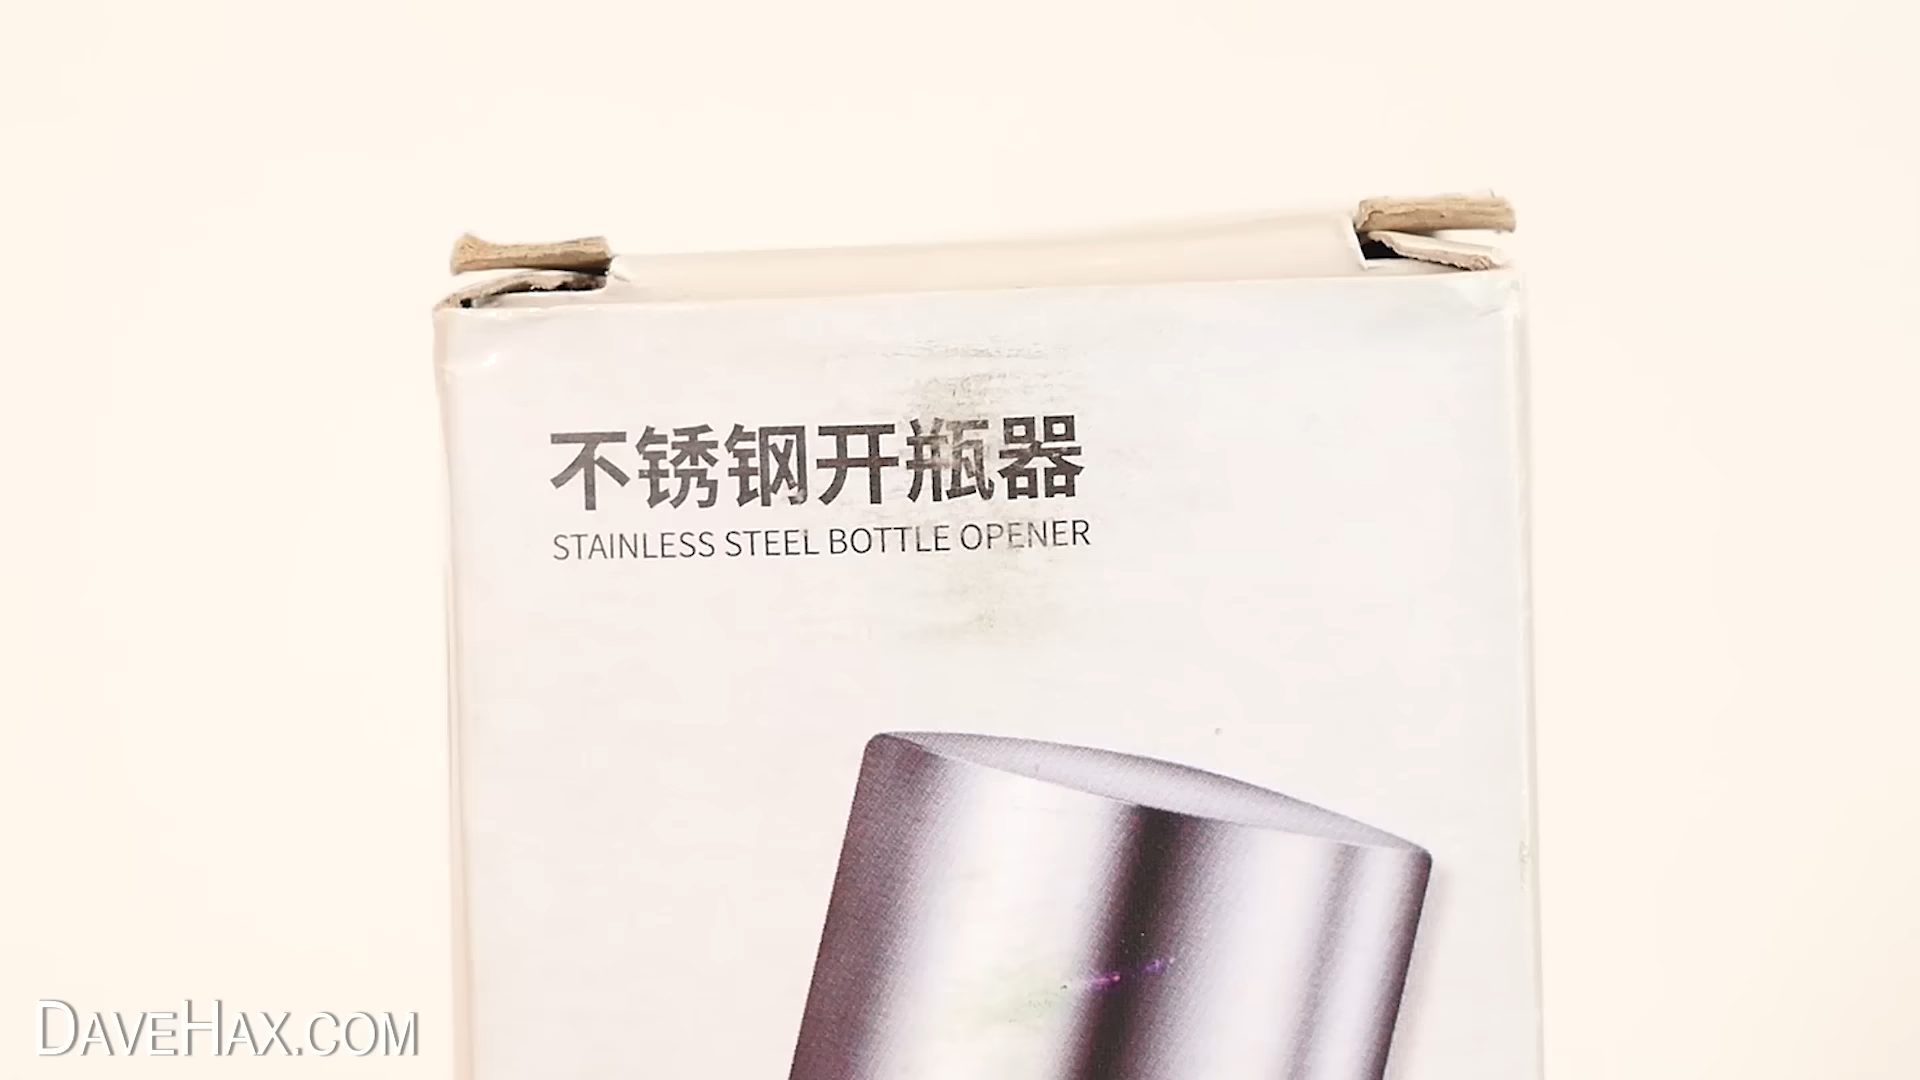 不锈钢开瓶器
STAINLESS STEEL BOTTLE OPENER
DAVEHAX.COM